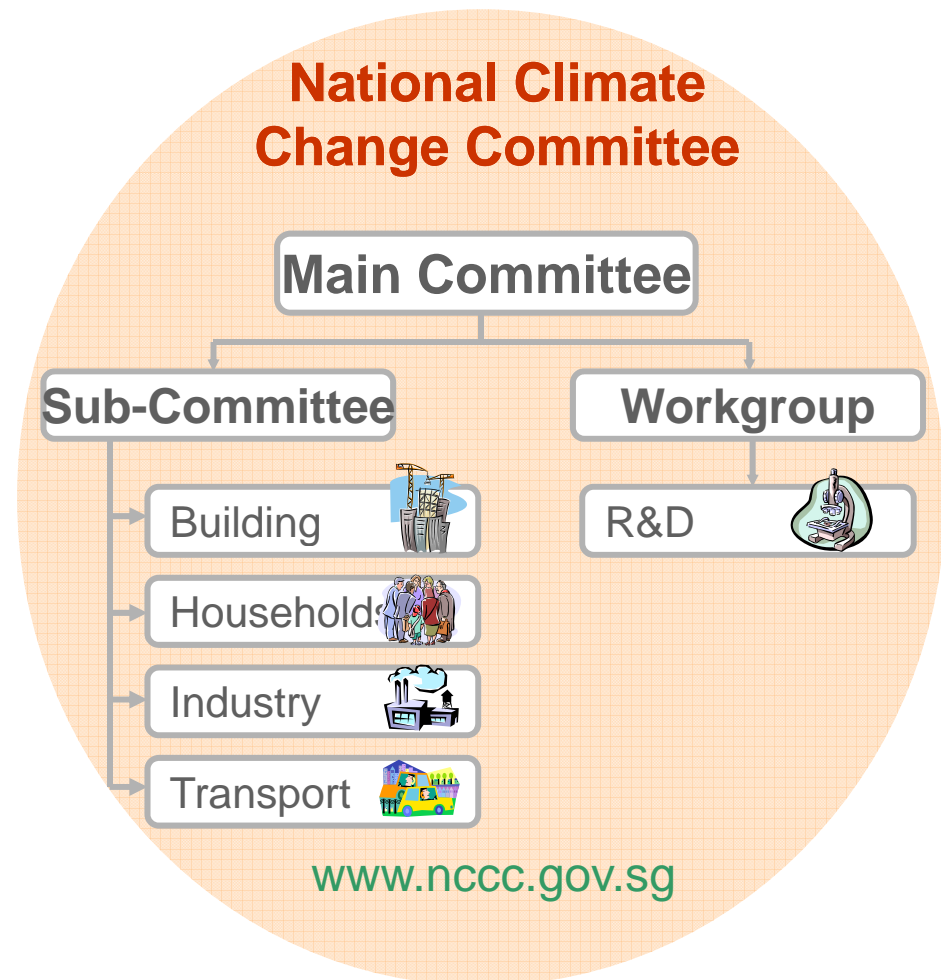 National Climate
Change Committee
Main Committee
Sub-Committee
Workgroup
Building
R&D
Households
Industry
Transport
www.nccc.gov.sg